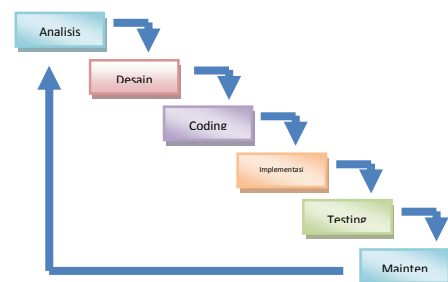 Analisis
Desain
Coding
Implementasi
Testing
Mainten